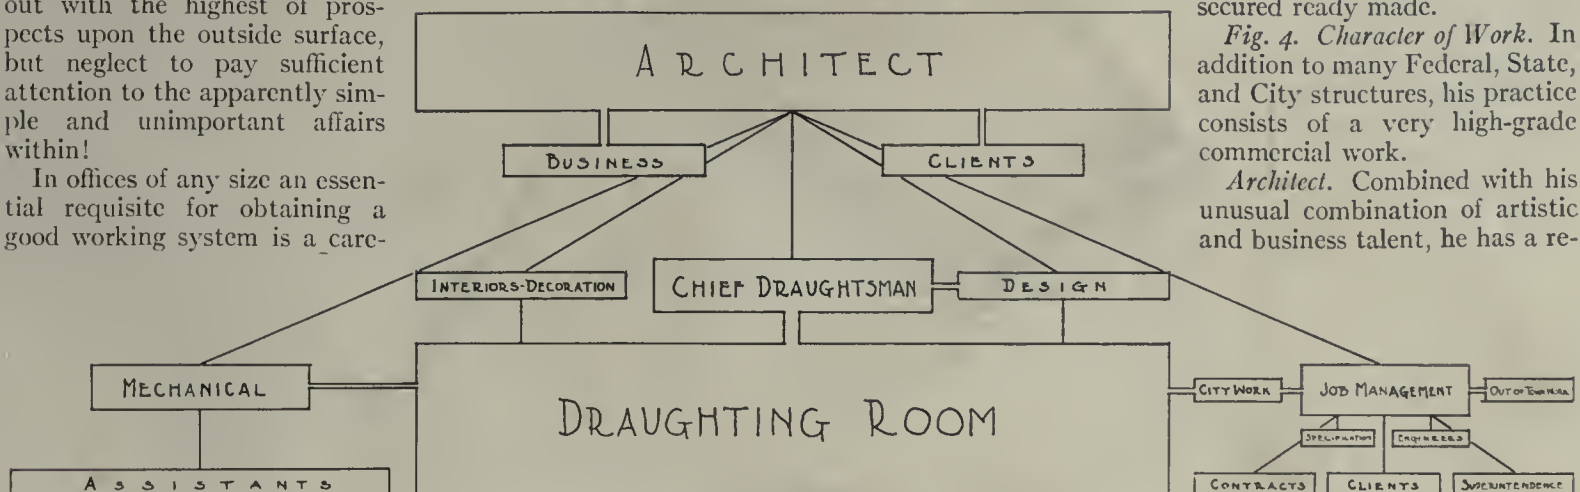 out with the highest of pros-
pects upon the outside surface,
but neglect to pay sufficient
attention to the apparently sim-
ple and unimportant affairs
within!
In offices of any size an essen-
tial requisite for obtaining a
good working system is a care-
ARCHITECT
BUSINESS
CLIENTS
INTERIORS-DECORATION
CHIEF DRAUGHTSMAN
DESIGN
MECHANICAL
DRAUGHTING ROOM
CITY WORK
JOB MANAGEMENT
OUT OF TOWN WORK
SPECIFICATION
ENGINEERS
ASSISTANTS
CONTRACTS
CLIENTS
SUPERINTENDENCE
secured ready made.
Fig. 4. Character of Work. In
addition to many Federal, State,
and City structures, his practice
consists of a very high-grade
commercial work.
Architect. Combined with his
unusual combination of artistic
and business talent, he has a re-